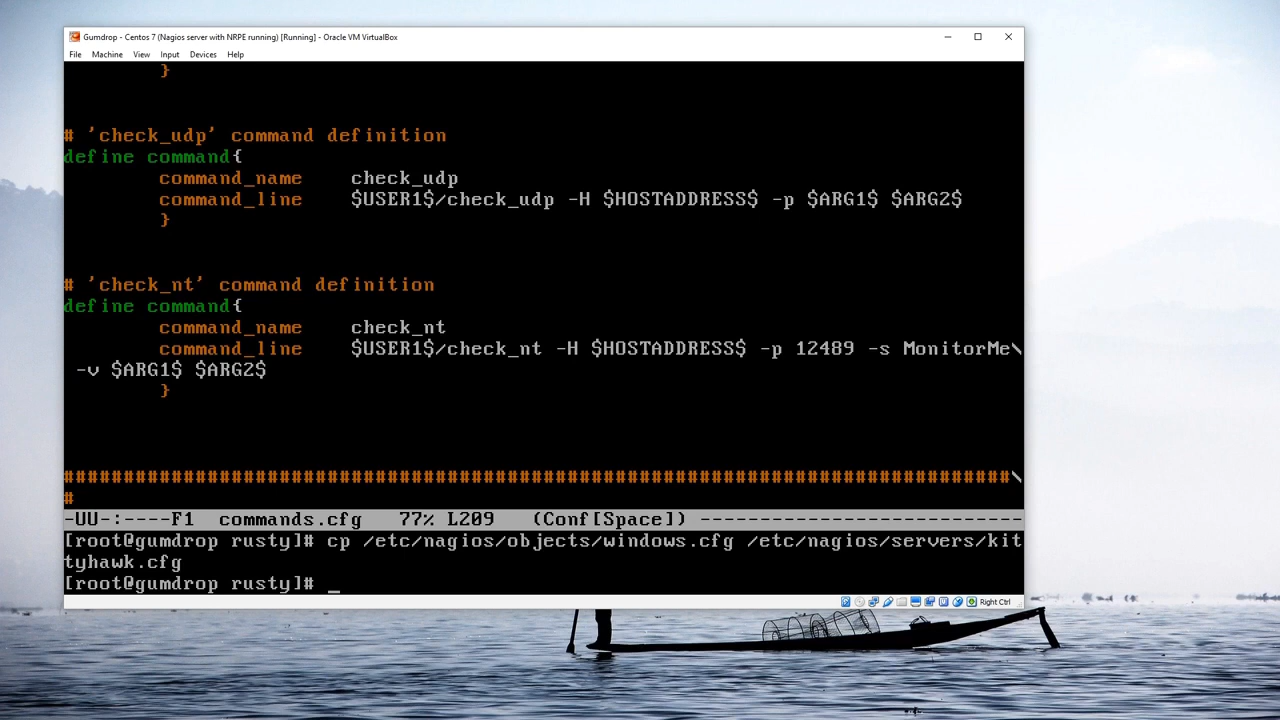 Gumdrop - Centos 7 (Nagios server with NRPE running) [Running] - Oracle VM VirtualBox
File Machine View Input Devices Help
}
# 'check_udp' command definition
define command{
command_name check_udp
command_line $USER1$/check_udp -H $HOSTADDRESS$ -p $ARG1$ $ARG2$
}
# 'check_nt' command definition
define command{
command_name check_nt
command_line $USER1$/check_nt -H $HOSTADDRESS$ -p 12489 -s MonitorMe\
-v $ARG1$ $ARG2$
}
###############################################################################\
#
-UU-:----F1 commands.cfg 77% L209 (Conf[Space]) ---------------------------
[root@gumdrop rusty]# cp /etc/nagios/objects/windows.cfg /etc/nagios/servers/kit
tyhawk.cfg
[root@gumdrop rusty]# _
Right Ctrl